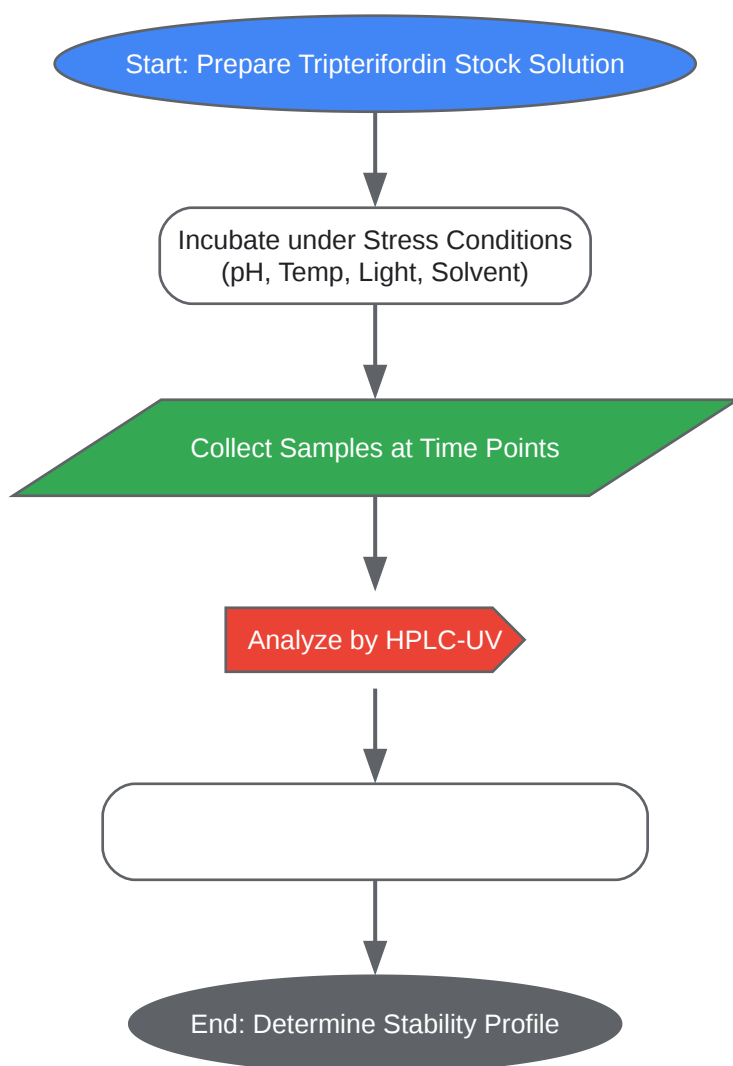 Start: Prepare Tripterifordin Stock Solution
Incubate under Stress Conditions
(pH, Temp, Light, Solvent)
Collect Samples at Time Points
Analyze by HPLC-UV
End: Determine Stability Profile